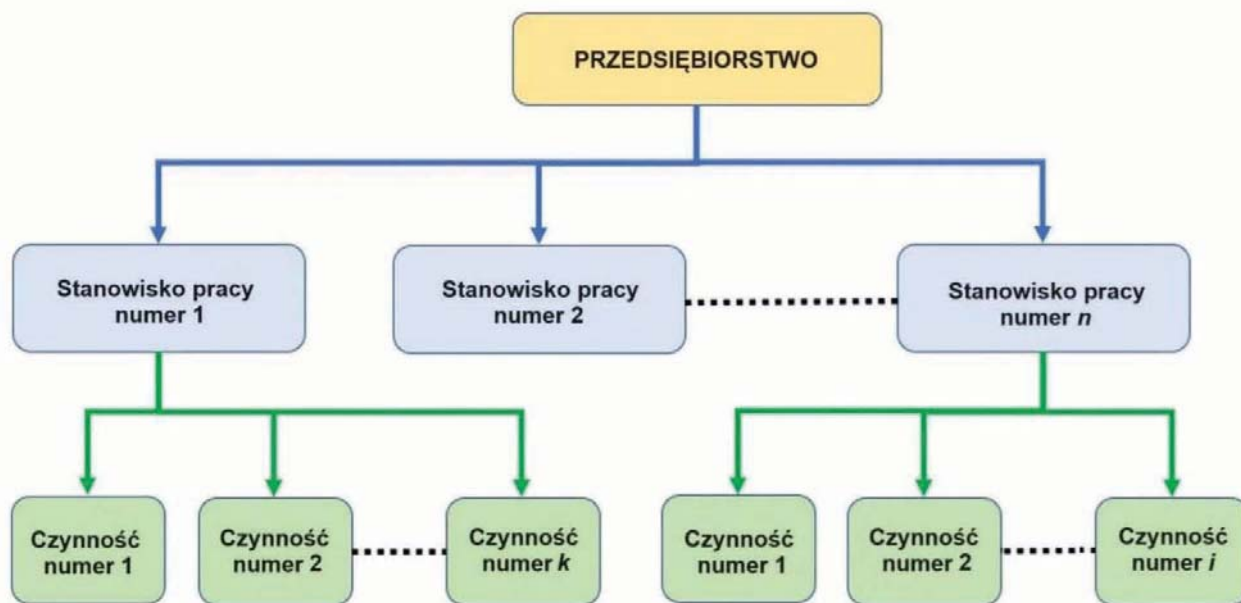 PRZEDSIĘBIORSTWO
Stanowisko pracy
numer 1
Stanowisko pracy
numer 2
Stanowisko pracy
numer n
Czynność
numer 1
Czynność
numer 2
Czynność
numer k
Czynność
numer 1
Czynność
numer 2
Czynność
numer i